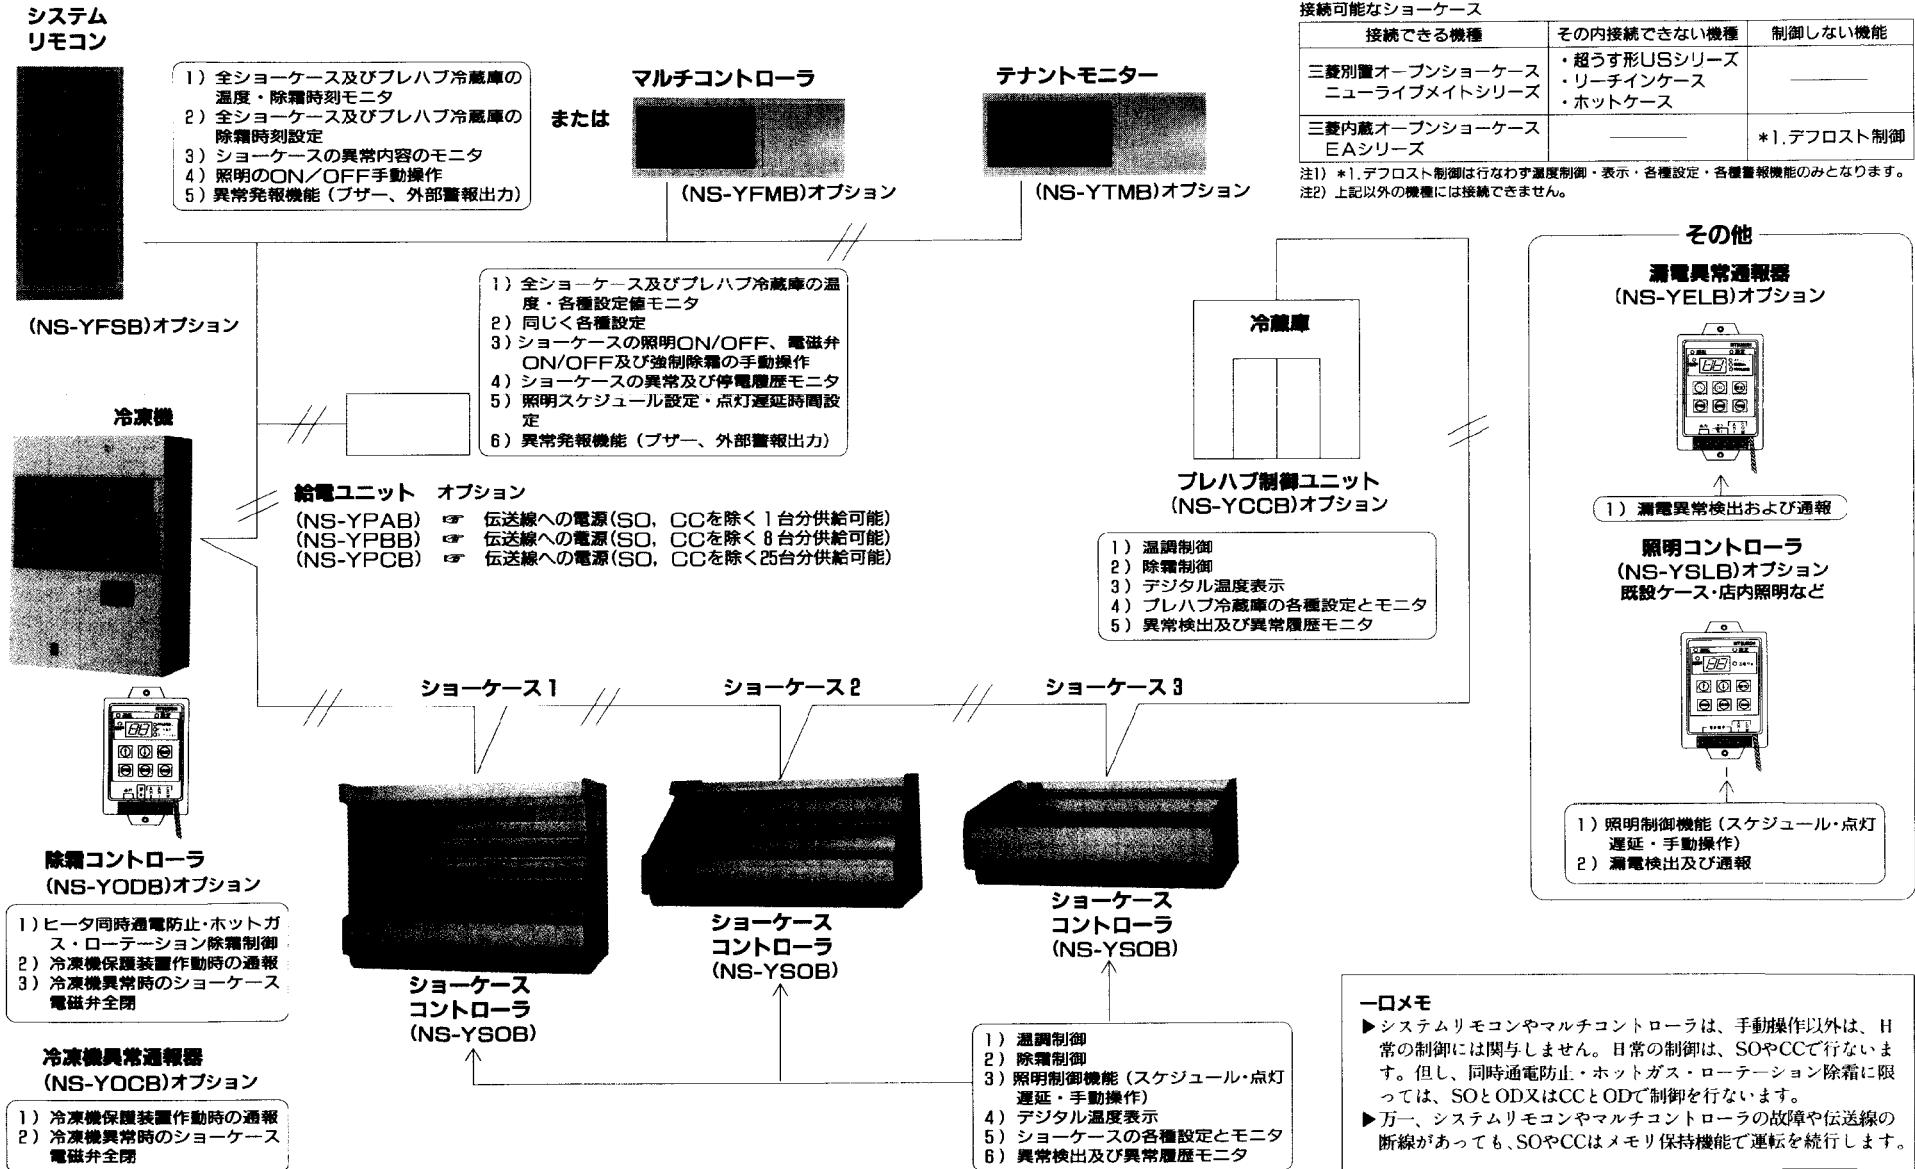 システム
リモコン
1）全ショーケース及びプレハブ冷蔵庫の
温度・除霜時刻モニタ
2）全ショーケース及びプレハブ冷蔵庫の
除霜時刻設定
3）ショーケースの異常内容のモニタ
4）照明のON／OFF手動操作
5）異常発報機能（ブザー、外部警報出力）
または
マルチコントローラ
(NS-YFMB)オプション
テナントモニター
(NS-YTMB)オプション
接続可能なショーケース
接続できる機種 その内接続できない機種 制御しない機能
三菱別置オープンショーケース
ニューライブメイトシリーズ
・超うす形USシリーズ
・リーチインケース
・ホットケース
三菱内蔵オープンショーケース
EAシリーズ
*1.デフロスト制御
注1）*1.デフロスト制御は行なわず温度制御・表示・各種設定・各種警報機能のみとなります。
注2）上記以外の機種には接続できません。
(NS-YFSB)オプション
1）全ショーケース及びプレハブ冷蔵庫の温
度・各種設定値モニタ
2）同じく各種設定
3）ショーケースの照明ON/OFF、電磁弁
ON/OFF及び強制除霜の手動操作
4）ショーケースの異常及び停電履歴モニタ
5）照明スケジュール設定・点灯遅延時間設
定
6）異常発報機能（ブザー、外部警報出力）
冷凍機
給電ユニット オプション
(NS-YPAB) ☞ 伝送線への電源(SO，CCを除く1台分供給可能)
(NS-YPBB) ☞ 伝送線への電源(SO，CCを除く8台分供給可能)
(NS-YPCB) ☞ 伝送線への電源(SO，CCを除く25台分供給可能)
冷蔵庫
プレハブ制御ユニット
(NS-YCCB)オプション
1）温調制御
2）除霜制御
3）デジタル温度表示
4）プレハブ冷蔵庫の各種設定とモニタ
5）異常検出及び異常履歴モニタ
その他
漏電異常通報器
(NS-YELB)オプション
1）漏電異常検出および通報
照明コントローラ
(NS-YSLB)オプション
既設ケース・店内照明など
1）照明制御機能（スケジュール・点灯
遅延・手動操作）
2）漏電検出及び通報
ショーケース1
ショーケース2
ショーケース3
除霜コントローラ
(NS-YODB)オプション
1）ヒータ同時通電防止・ホットガ
ス・ローテーション除霜制御
2）冷凍機保護装置作動時の通報
3）冷凍機異常時のショーケース
電磁弁全閉
冷凍機異常通報器
(NS-YOCB)オプション
1）冷凍機保護装置作動時の通報
2）冷凍機異常時のショーケース
電磁弁全閉
ショーケース
コントローラ
(NS-YSOB)
ショーケース
コントローラ
(NS-YSOB)
ショーケース
コントローラ
(NS-YSOB)
1）温調制御
2）除霜制御
3）照明制御機能（スケジュール・点灯
遅延・手動操作）
4）デジタル温度表示
5）ショーケースの各種設定とモニタ
6）異常検出及び異常履歴モニタ
一口メモ
▶システムリモコンやマルチコントローラは、手動操作以外は、日
常の制御には関与しません。日常の制御は、SOやCCで行ないま
す。但し、同時通電防止・ホットガス・ローテーション除霜に限
っては、SOとOD又はCCとODで制御を行ないます。
▶万一、システムリモコンやマルチコントローラの故障や伝送線の
断線があっても、SOやCCはメモリ保持機能で運転を続行します。